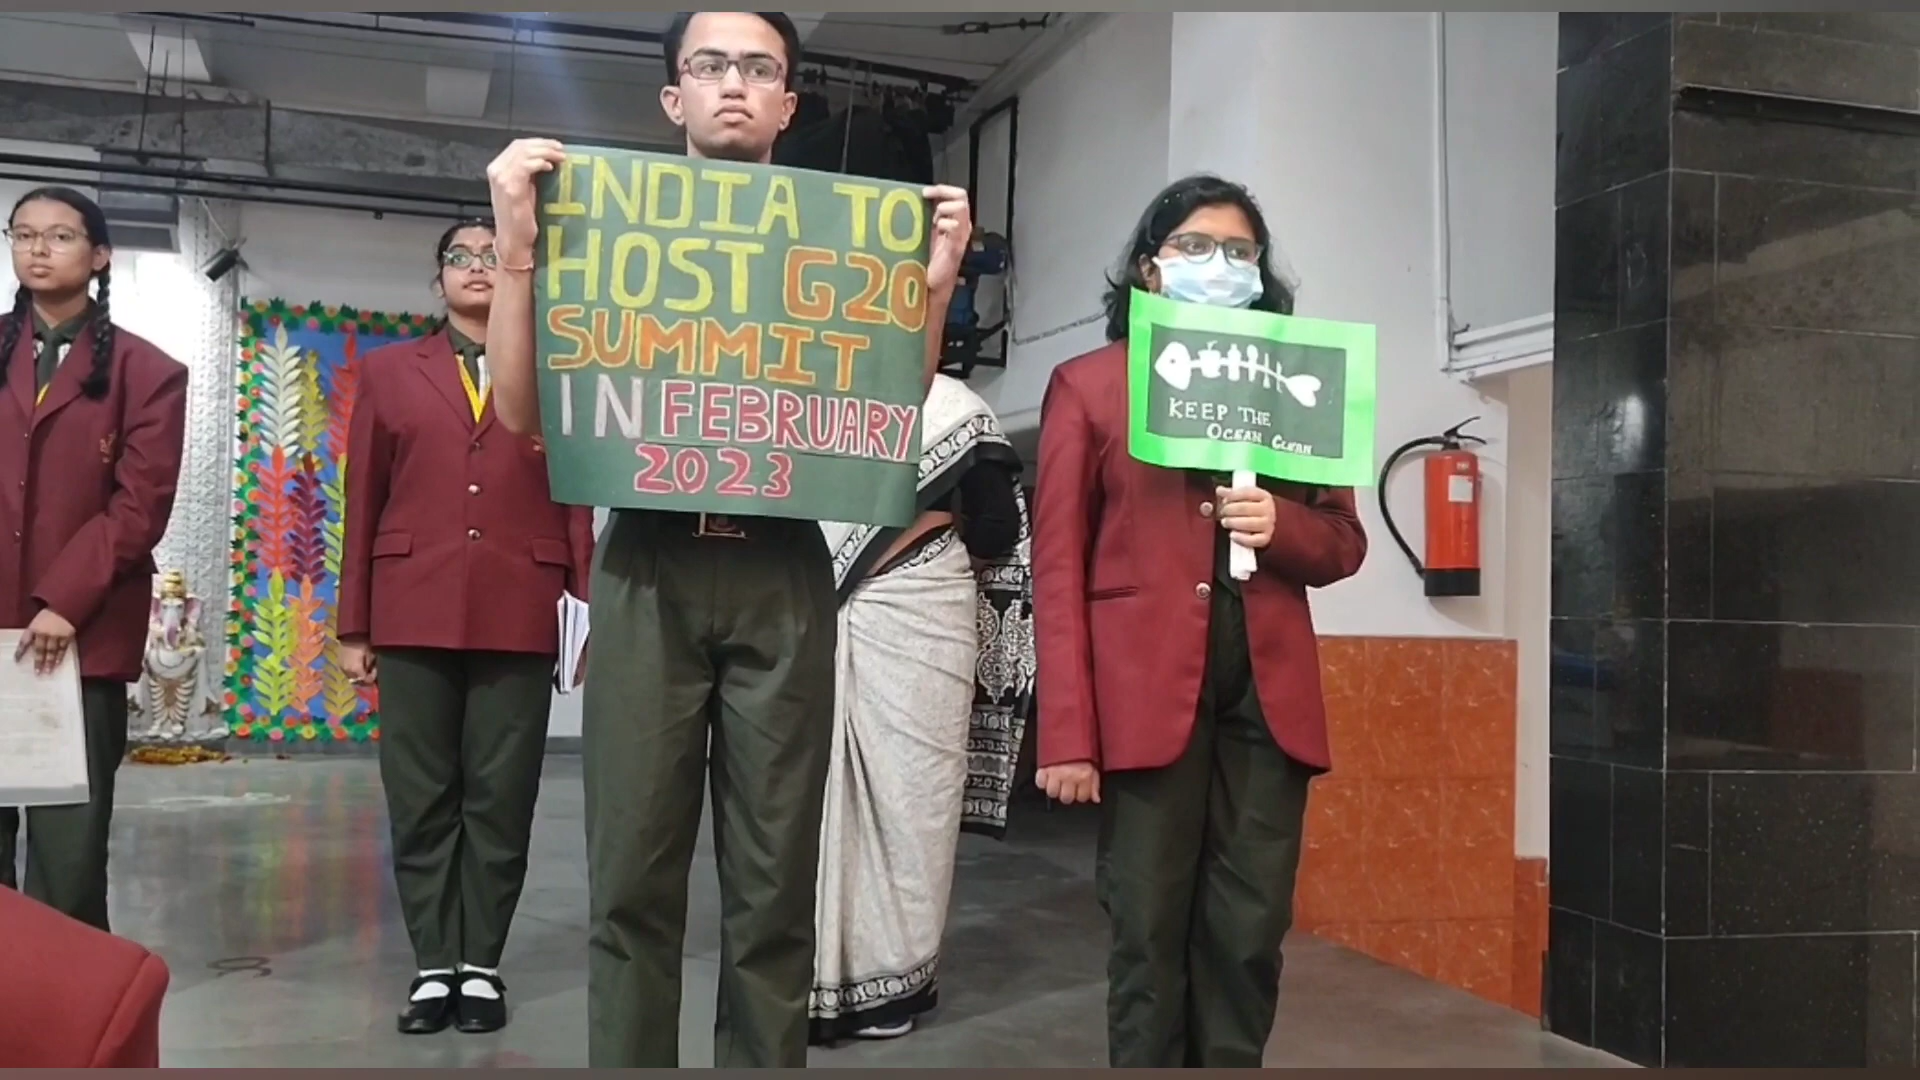 INDIA TO
HOST G20
SUMMIT
IN FEBRUARY
2023
KEEP THE
OCEAN CLEAN